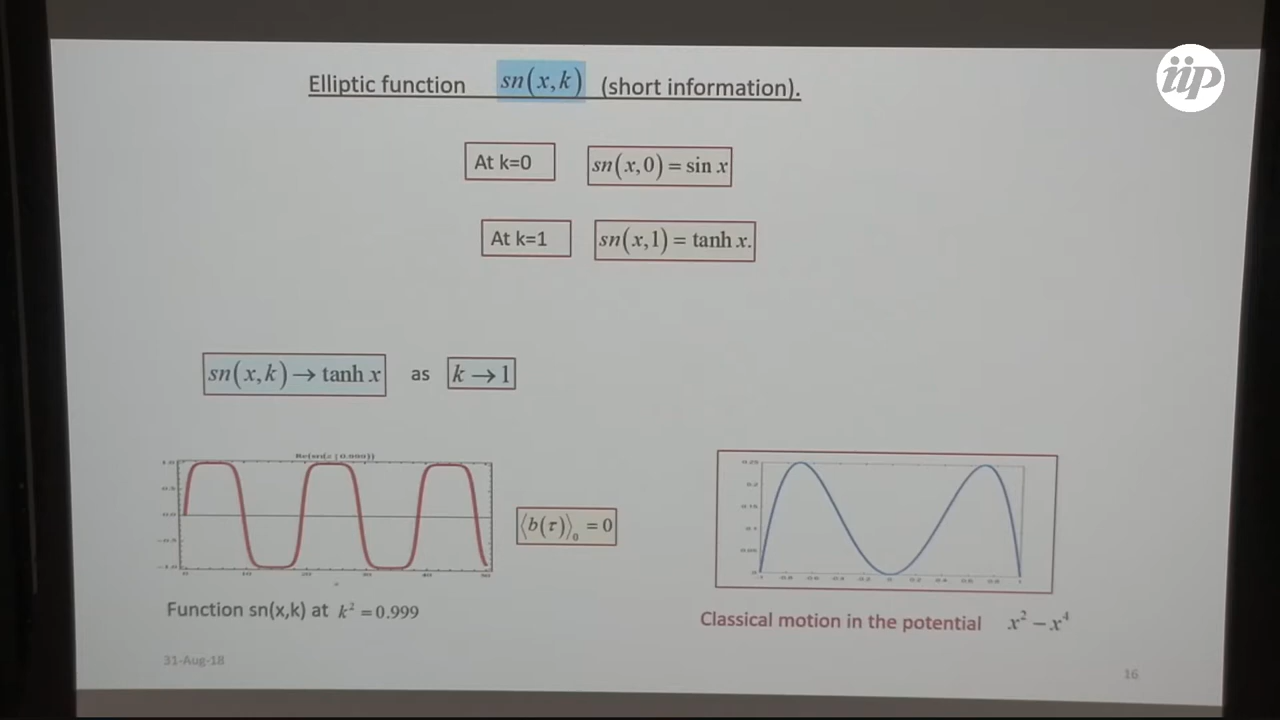 iip
Elliptic function sn(x,k) (short information).
At k=0 sn(x,0) = sin x
At k=1 sn(x,1) = tanh x.
sn(x,k) → tanh x as k → 1
⟨b(τ)⟩₀ = 0
Function sn(x,k) at k² = 0.999
Classical motion in the potential x² − x⁴
31-Aug-18
16